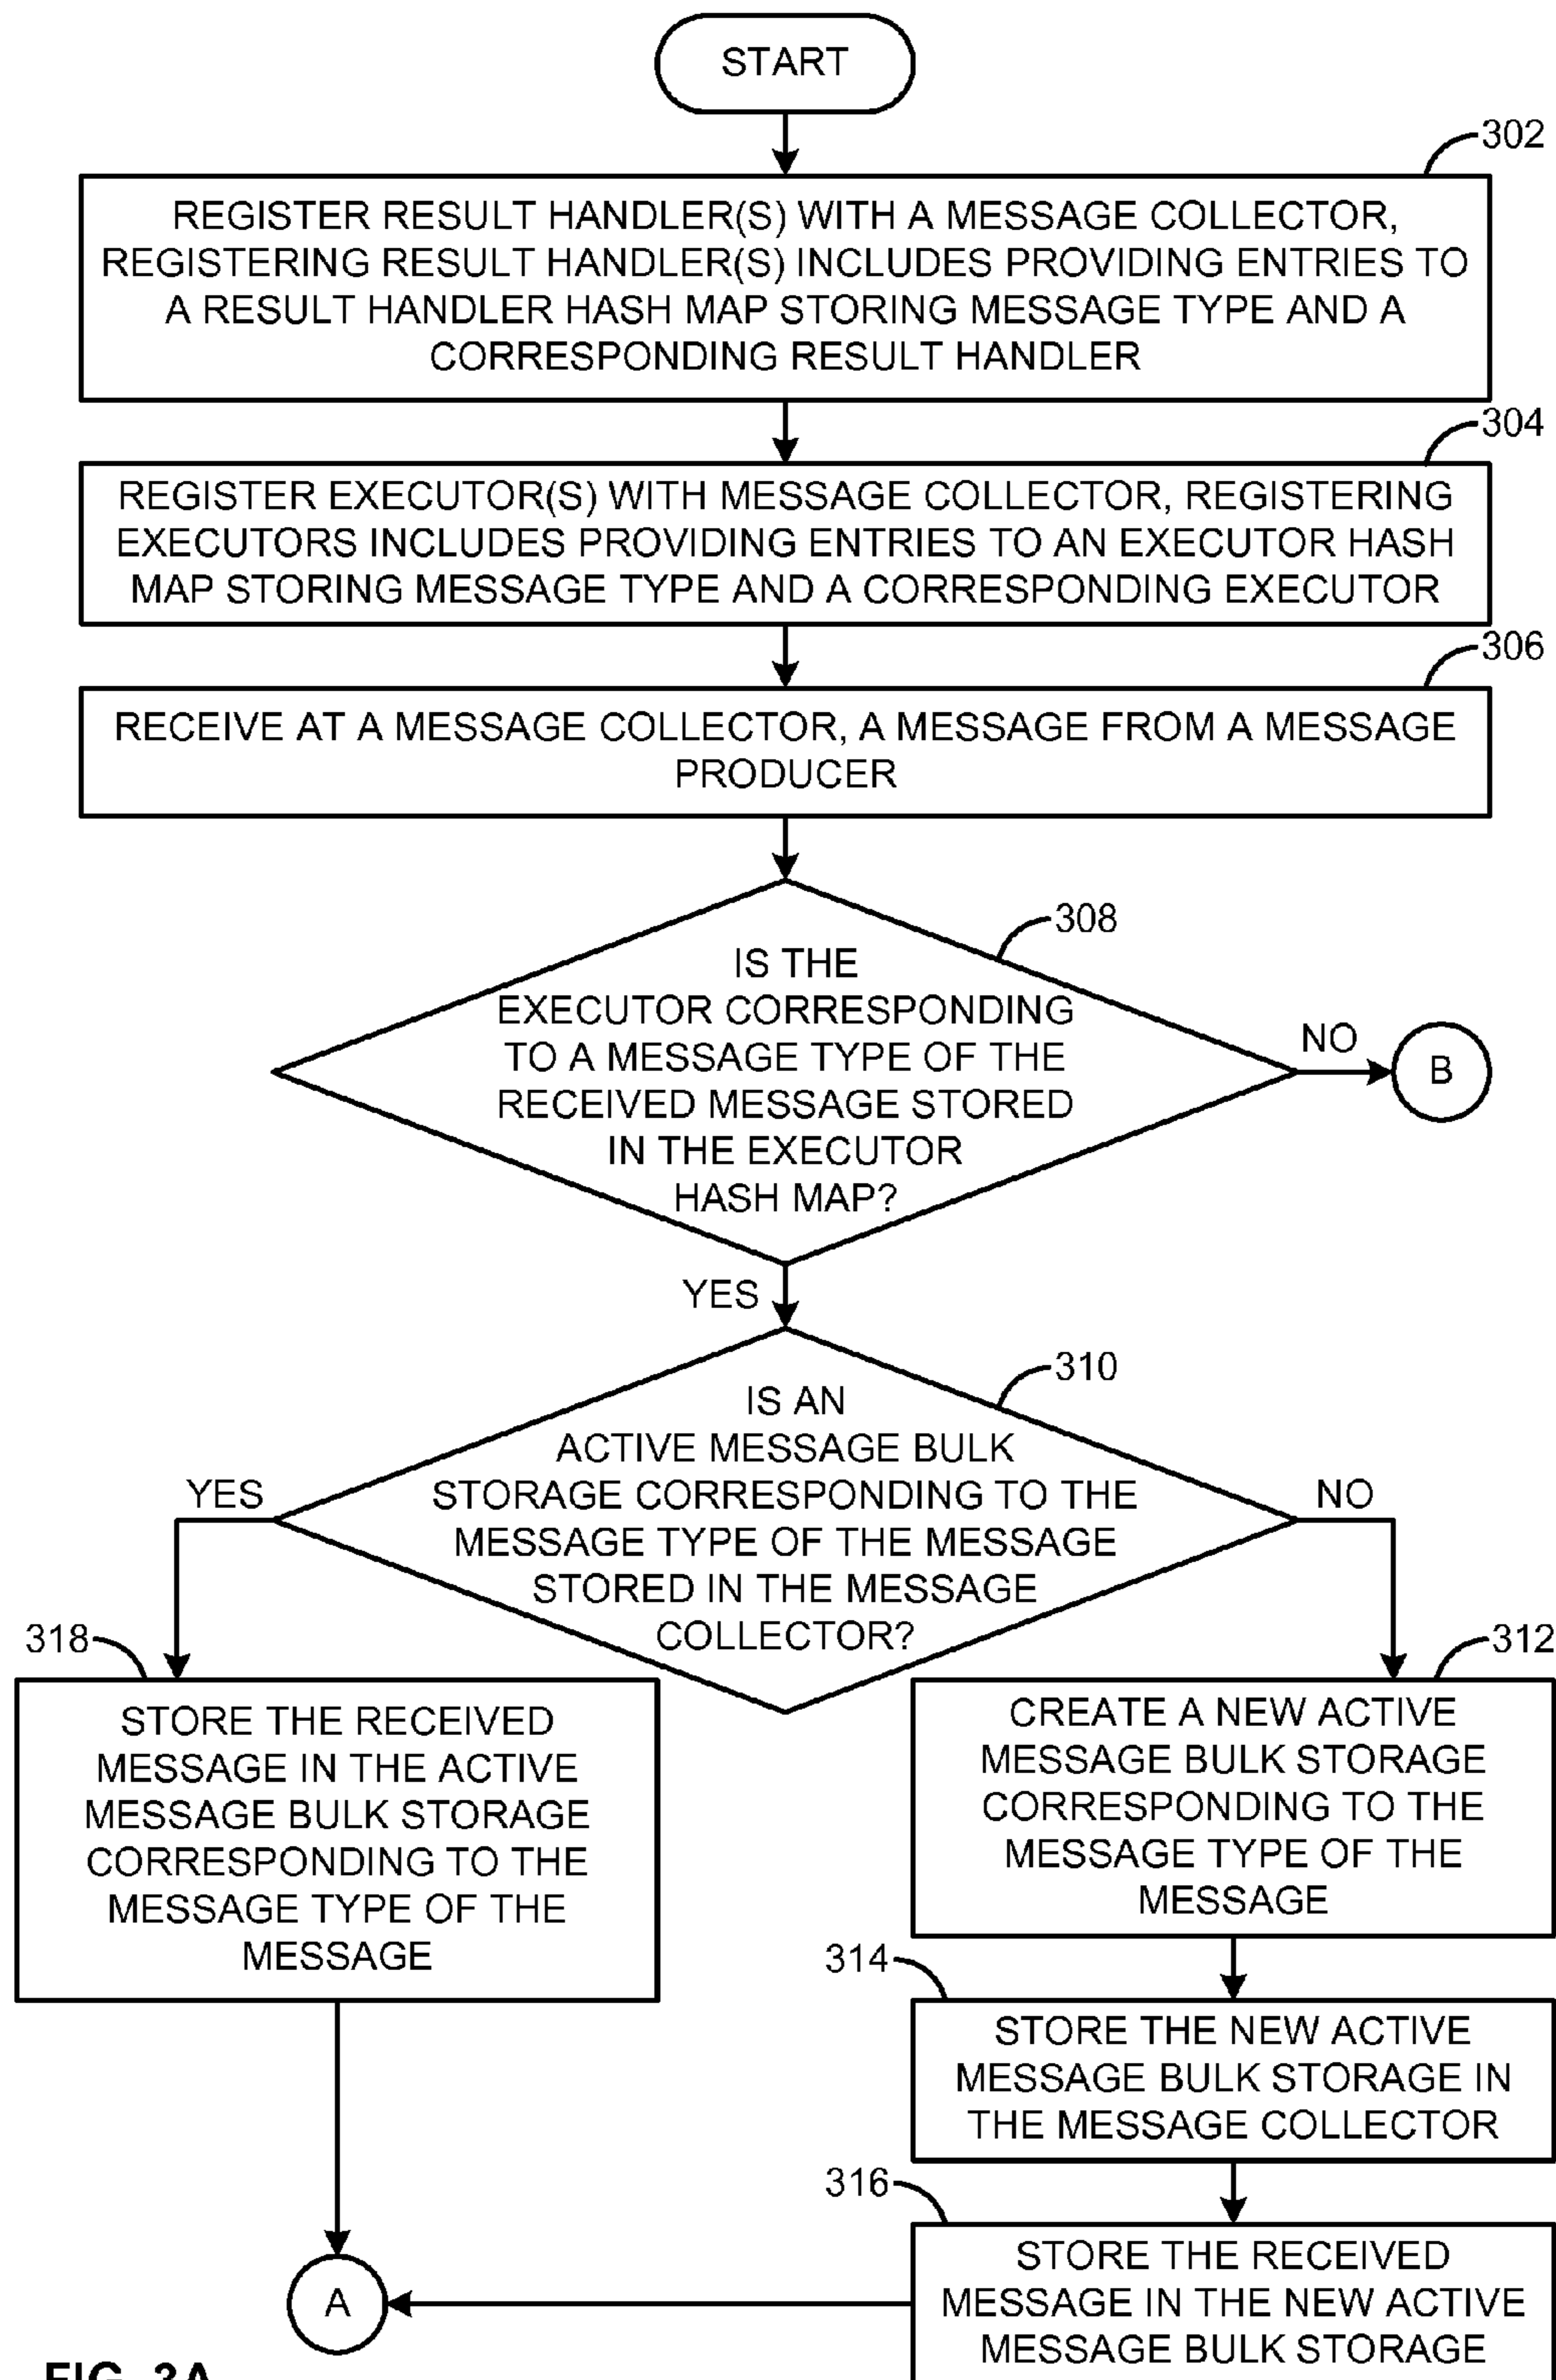 START
302
REGISTER RESULT HANDLER(S) WITH A MESSAGE COLLECTOR,
REGISTERING RESULT HANDLER(S) INCLUDES PROVIDING ENTRIES TO
A RESULT HANDLER HASH MAP STORING MESSAGE TYPE AND A
CORRESPONDING RESULT HANDLER
304
REGISTER EXECUTOR(S) WITH MESSAGE COLLECTOR, REGISTERING
EXECUTORS INCLUDES PROVIDING ENTRIES TO AN EXECUTOR HASH
MAP STORING MESSAGE TYPE AND A CORRESPONDING EXECUTOR
306
RECEIVE AT A MESSAGE COLLECTOR, A MESSAGE FROM A MESSAGE
PRODUCER
308
IS THE
EXECUTOR CORRESPONDING
TO A MESSAGE TYPE OF THE
RECEIVED MESSAGE STORED
IN THE EXECUTOR
HASH MAP?
NO
B
YES
310
IS AN
ACTIVE MESSAGE BULK
STORAGE CORRESPONDING TO THE
MESSAGE TYPE OF THE MESSAGE
STORED IN THE MESSAGE
COLLECTOR?
YES
NO
318
STORE THE RECEIVED
MESSAGE IN THE ACTIVE
MESSAGE BULK STORAGE
CORRESPONDING TO THE
MESSAGE TYPE OF THE
MESSAGE
312
CREATE A NEW ACTIVE
MESSAGE BULK STORAGE
CORRESPONDING TO THE
MESSAGE TYPE OF THE
MESSAGE
314
STORE THE NEW ACTIVE
MESSAGE BULK STORAGE IN
THE MESSAGE COLLECTOR
316
STORE THE RECEIVED
MESSAGE IN THE NEW ACTIVE
MESSAGE BULK STORAGE
A
FIG. 3A